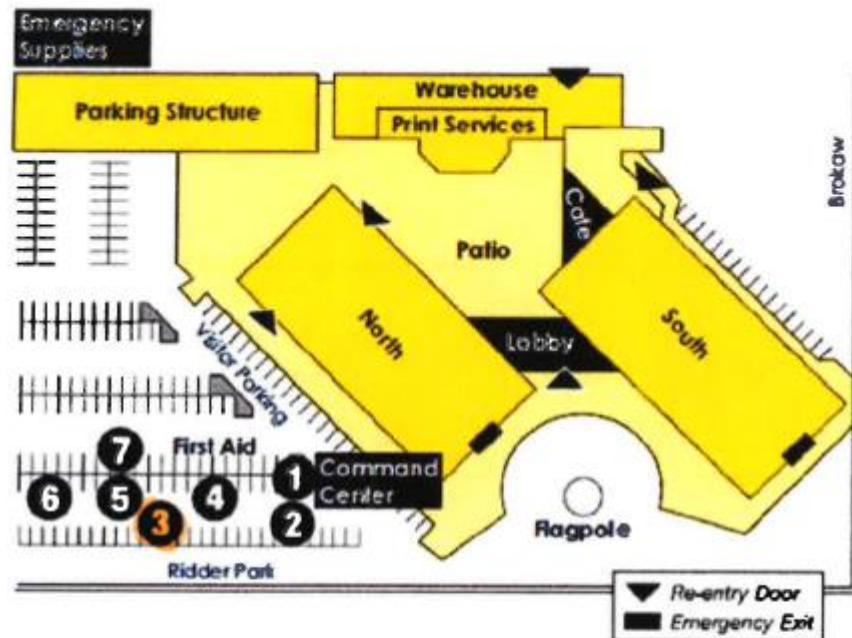 Emergency
Supplies
Parking Structure
Warehouse
Print Services
Brokaw
Cafe
Patio
North
South
Lobby
Visitor Parking
First Aid
7
1
Command
Center
6
5
4
3
2
Flagpole
Ridder Park
Re-entry Door
Emergency Exit